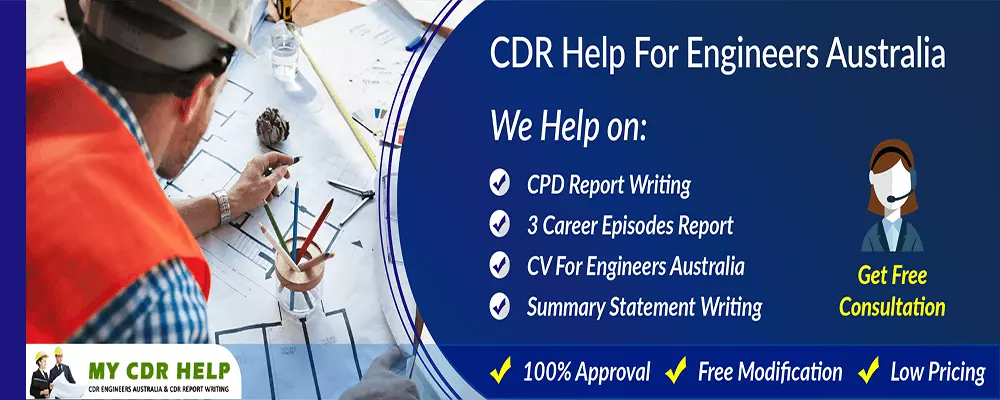 CDR Help For Engineers Australia
We Help on:
CPD Report Writing
3 Career Episodes Report
CV For Engineers Australia
Summary Statement Writing
Get Free
Consultation
MY CDR HELP
CDR ENGINEERS AUSTRALIA & CDR REPORT WRITING
100% Approval
Free Modification
Low Pricing